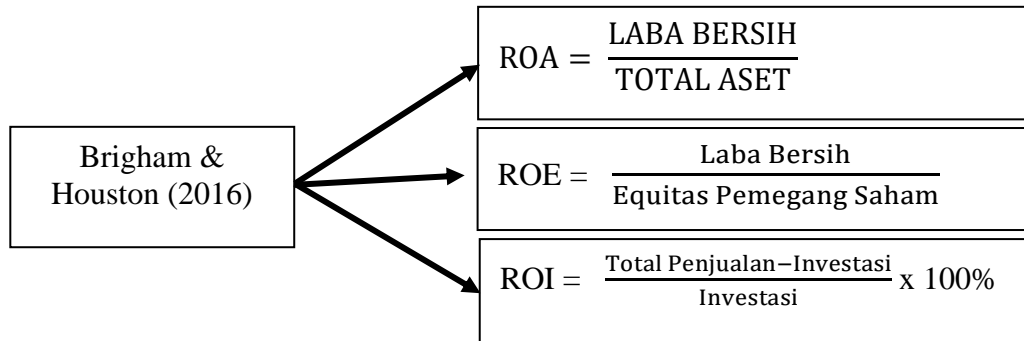 Brigham &
Houston (2016)
ROA = LABA BERSIH
TOTAL ASET
ROE = Laba Bersih
Equitas Pemegang Saham
ROI = Total Penjualan−Investasi
Investasi
x 100%